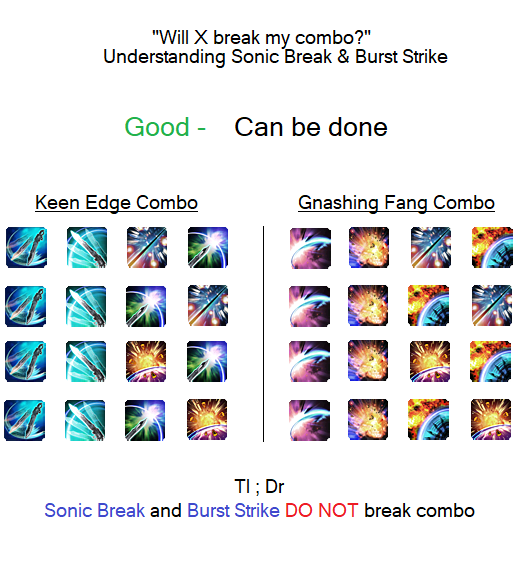 "Will X break my combo?"
Understanding Sonic Break & Burst Strike
Good - Can be done
Keen Edge Combo
Gnashing Fang Combo
Tl ; Dr
Sonic Break and Burst Strike DO NOT break combo